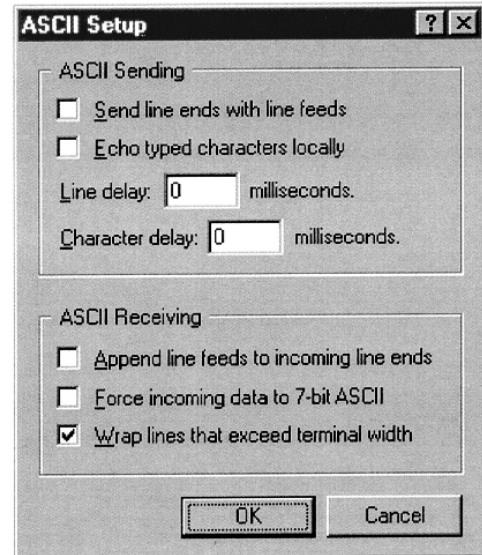 ASCII Setup
ASCII Sending
Send line ends with line feeds
Echo typed characters locally
Line delay: 0 milliseconds.
Character delay: 0 milliseconds.
ASCII Receiving
Append line feeds to incoming line ends
Force incoming data to 7-bit ASCII
Wrap lines that exceed terminal width
OK Cancel